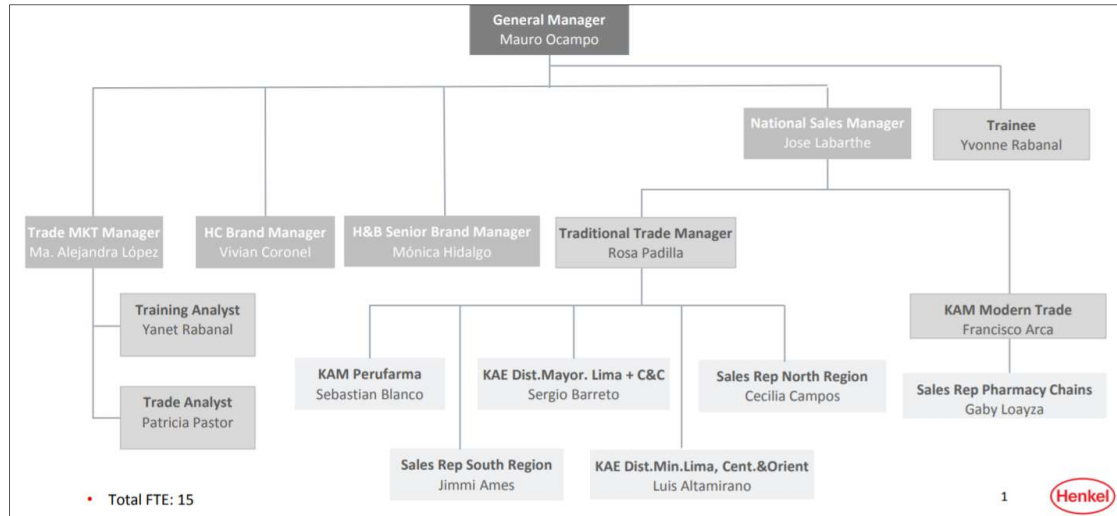 General Manager
Mauro Ocampo
National Sales Manager
Jose Labarthe
Trainee
Yvonne Rabanal
Trade MKT Manager
Ma. Alejandra López
HC Brand Manager
Vivian Coronel
H&B Senior Brand Manager
Mónica Hidalgo
Traditional Trade Manager
Rosa Padilla
Training Analyst
Yanet Rabanal
KAM Modern Trade
Francisco Arca
KAM Perufarma
Sebastian Blanco
KAE Dist.Mayor. Lima + C&C
Sergio Barreto
Sales Rep North Region
Cecilia Campos
Sales Rep Pharmacy Chains
Gaby Loayza
Trade Analyst
Patricia Pastor
Sales Rep South Region
Jimmi Ames
KAE Dist.Min.Lima, Cent.&Orient
Luis Altamirano
• Total FTE: 15
1
Henkel